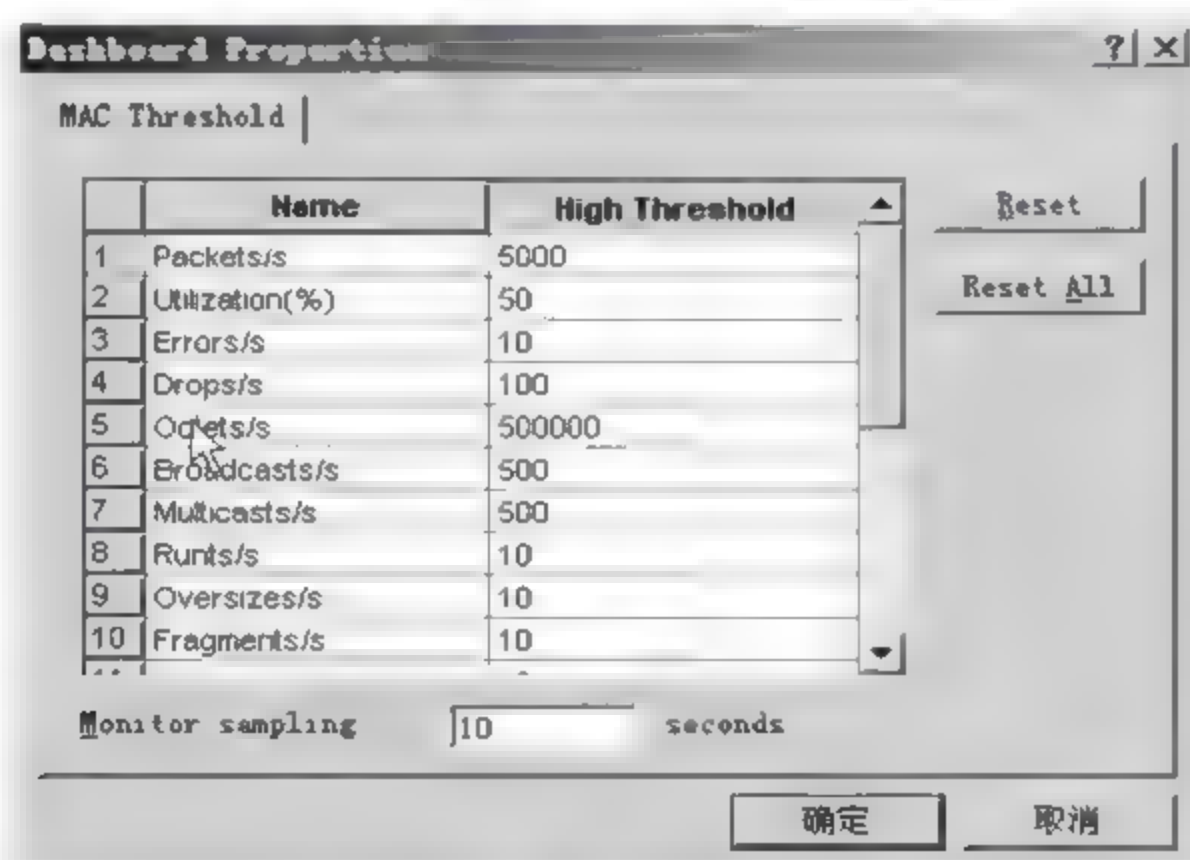 Dashboard Properties
MAC Threshold
Name High Threshold
1 Packets/s 5000
2 Utilization(%) 50
3 Errors/s 10
4 Drops/s 100
5 Octets/s 500000
6 Broadcasts/s 500
7 Multicasts/s 500
8 Runts/s 10
9 Oversizes/s 10
10 Fragments/s 10
Reset
Reset All
Monitor sampling 10 seconds
确定 取消